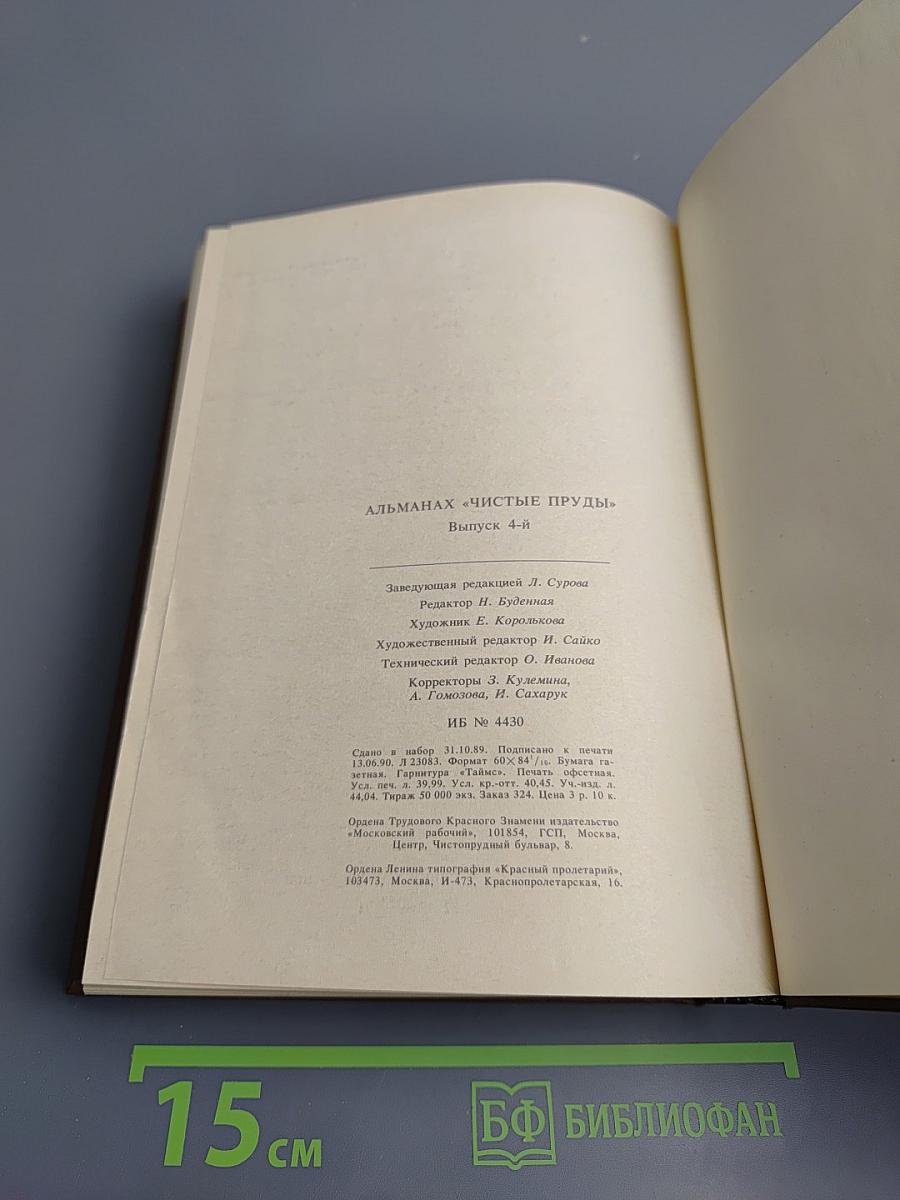 АЛЬМАНАХ «ЧИСТЫЕ ПРУДЫ»
Выпуск 4-й
Заведующая редакцией Л. Сурова
Редактор Н. Буденная
Художник Е. Королькова
Художественный редактор И. Сайко
Технический редактор О. Иванова
Корректоры З. Кулемина,
А. Гомозова, И. Сахарук
ИБ № 4430
Сдано в набор 31.10.89. Подписано к печати
13.06.90. Л 23083. Формат 60×84¹/₁₆. Бумага га-
зетная. Гарнитура «Таймс». Печать офсетная.
Усл. печ. л. 39,99. Усл. кр.-отт. 40,45. Уч.-изд. л.
44,04. Тираж 50 000 экз. Заказ 324. Цена 3 р. 10 к.
Ордена Трудового Красного Знамени издательство
«Московский рабочий», 101854, ГСП, Москва,
Центр, Чистопрудный бульвар, 8.
Ордена Ленина типография «Красный пролетарий»,
103473, Москва, И-473, Краснопролетарская, 16.
15 см
БФ БИБЛИОФАН